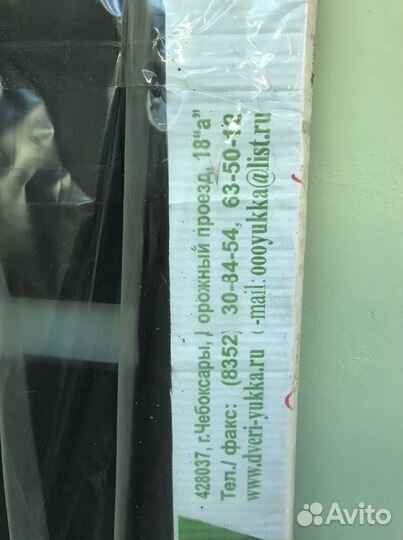 428037, г.Чебоксары, орожный проезд, 18"а"
Тел./ факс: (8352) 30-84-54, 63-50-13
www.dveri-yukka.ru -mail: oooyukka@list.ru
Avito